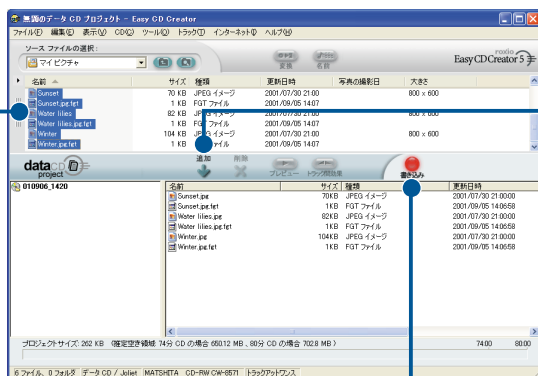 無題のデータ CD プロジェクト - Easy CD Creator
ファイル(F) 編集(E) 表示(V) CD(C) ツール(O) トラック(T) インターネット(I) ヘルプ(H)
ソース ファイルの選択:
マイ ピクチャ
変換 名前
roxio
Easy CD Creator 5
名前 サイズ 種類 更新日時 写真の撮影日 大きさ
Sunset 70 KB JPEG イメージ 2001/07/30 21:00 800 x 600
Sunset.jpg.fgt 1 KB FGT ファイル 2001/09/05 14:07
Water lilies 82 KB JPEG イメージ 2001/07/30 21:00 800 x 600
Water lilies.jpg.fgt 1 KB FGT ファイル 2001/09/05 14:07
Winter 104 KB JPEG イメージ 2001/07/30 21:00 800 x 600
Winter.jpg.fgt 1 KB FGT ファイル 2001/09/05 14:07
datacd project
追加 削除 プレビュー トラック間効果 書き込み
010906_1420
名前 サイズ 種類 更新日時
Sunset.jpg 70KB JPEG イメージ 2001/07/30 21:00:00
Sunset.jpg.fgt 1KB FGT ファイル 2001/09/05 14:06:58
Water lilies.jpg 82KB JPEG イメージ 2001/07/30 21:00:00
Water lilies.jpg.fgt 1KB FGT ファイル 2001/09/05 14:06:58
Winter.jpg 104KB JPEG イメージ 2001/07/30 21:00:00
Winter.jpg.fgt 1KB FGT ファイル 2001/09/05 14:06:58
プロジェクトサイズ: 262 KB (推定空き領域: 74分 CD の場合 650.12 MB 、80分 CD の場合 702.8 MB ) 74:00 80:00
6 ファイル、0 フォルダ データ CD / Joliet MATSHITA CD-RW CW-8571 トラックアットワンス